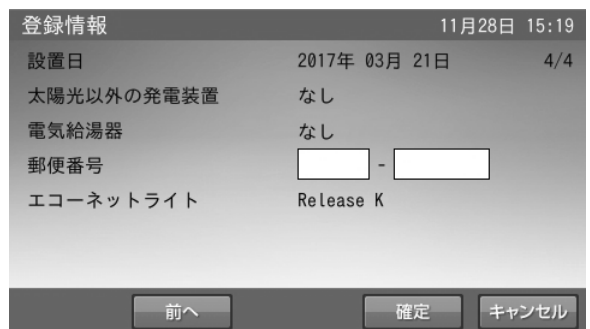 登録情報 11月28日 15:19
設置日 2017年 03月 21日 4/4
太陽光以外の発電装置 なし
電気給湯器 なし
郵便番号 -
エコーネットライト Release K
前へ 確定 キャンセル